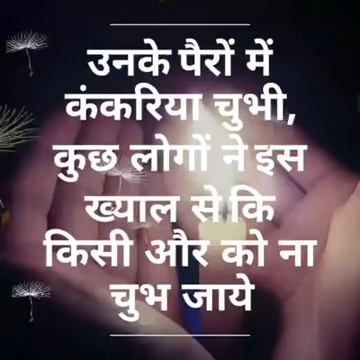 उनके पैरों में
कंकरिया चुभी,
कुछ लोगों ने इस
ख्याल से कि
किसी और को ना
चुभ जाये